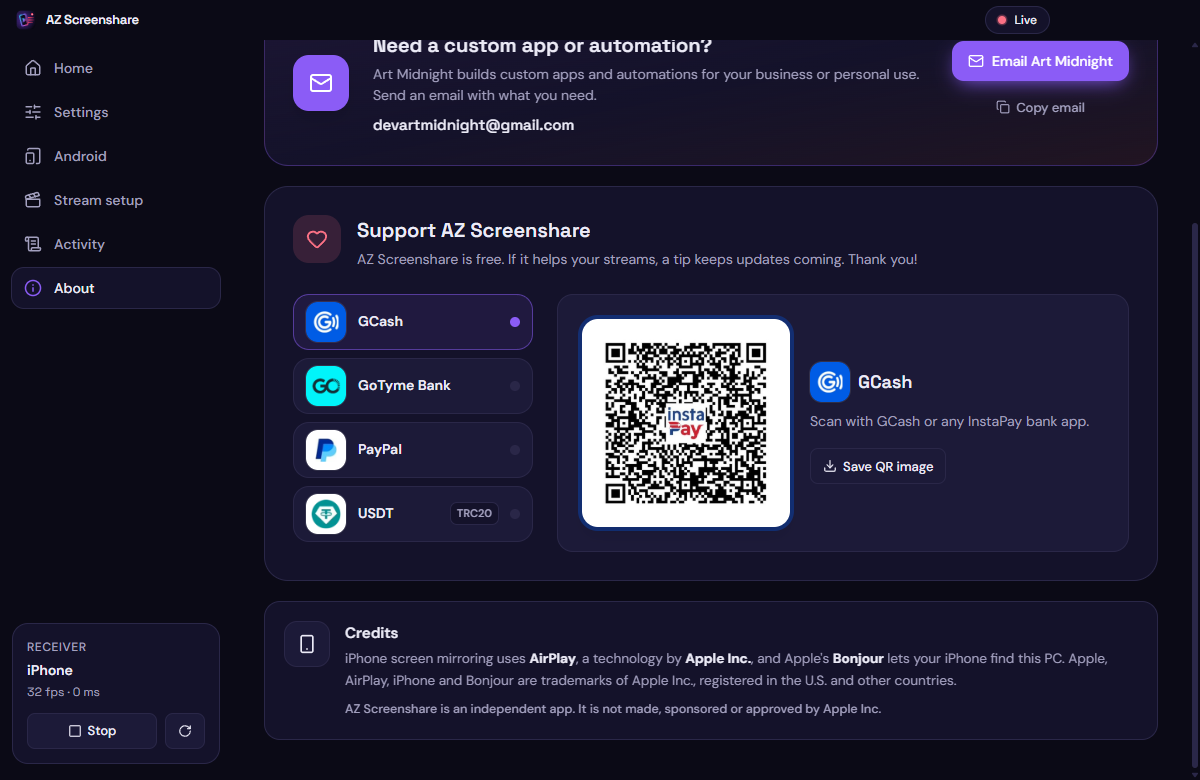 AZ Screenshare
Live
Home
Settings
Android
Stream setup
Activity
About
Need a custom app or automation?
Art Midnight builds custom apps and automations for your business or personal use.
Send an email with what you need.
devartmidnight@gmail.com
Email Art Midnight
Copy email
Support AZ Screenshare
AZ Screenshare is free. If it helps your streams, a tip keeps updates coming. Thank you!
GCash
GoTyme Bank
PayPal
USDT
TRC20
insta
Pay
GCash
Scan with GCash or any InstaPay bank app.
Save QR image
Credits
iPhone screen mirroring uses AirPlay, a technology by Apple Inc., and Apple's Bonjour lets your iPhone find this PC. Apple,
AirPlay, iPhone and Bonjour are trademarks of Apple Inc., registered in the U.S. and other countries.
AZ Screenshare is an independent app. It is not made, sponsored or approved by Apple Inc.
RECEIVER
iPhone
32 fps · 0 ms
Stop